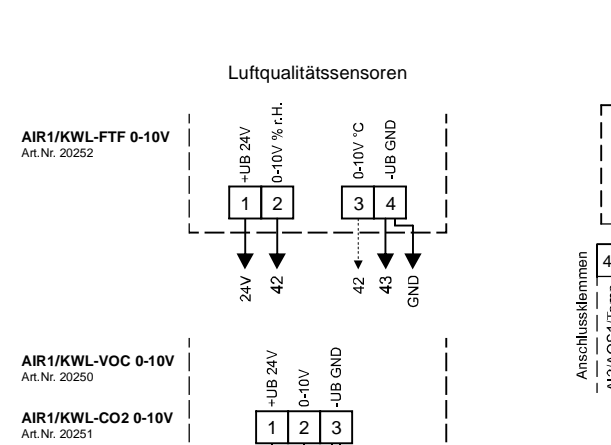 Luftqualitätssensoren
AIR1/KWL-FTF 0-10V
Art.Nr. 20252
+UB 24V
0-10V % r.H.
0-10V °C
-UB GND
1 2 3 4
24V
42
42
43
GND
AIR1/KWL-VOC 0-10V
Art.Nr. 20250
AIR1/KWL-CO2 0-10V
Art.Nr. 20251
+UB 24V
0-10V
-UB GND
1 2 3
Anschlussklemmen
4